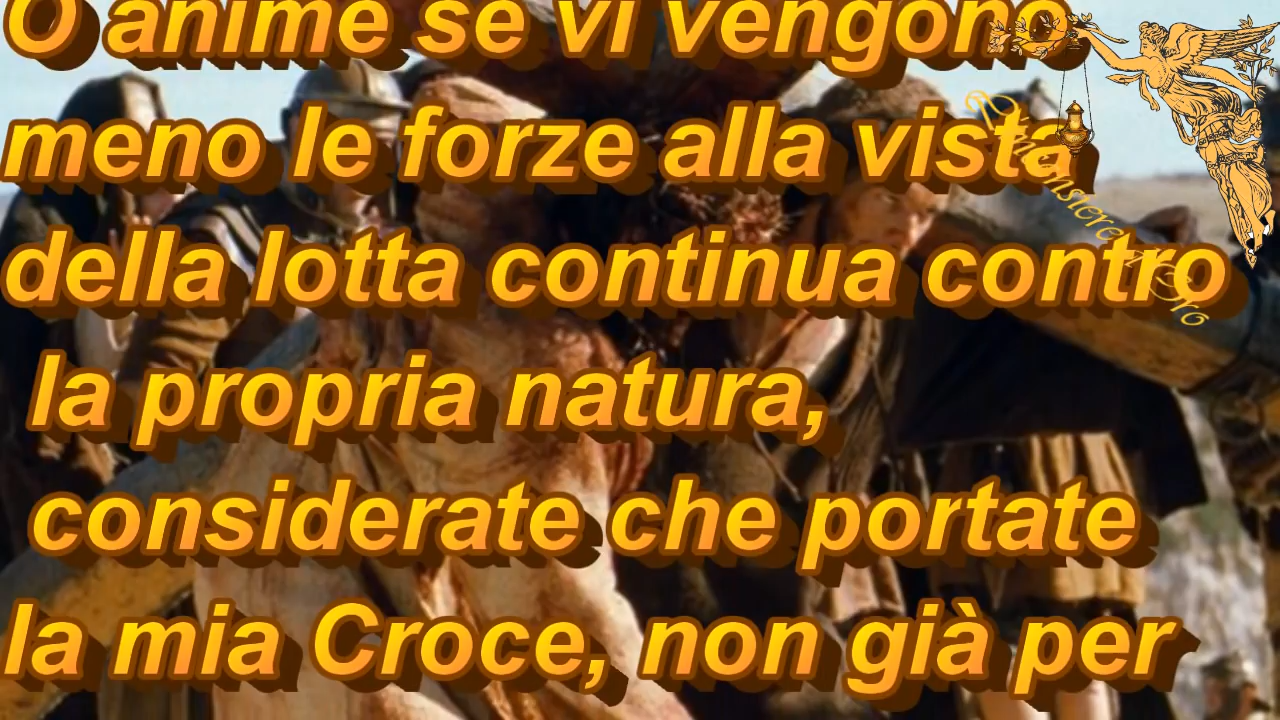 O anime se vi vengono
meno le forze alla vista
della lotta continua contro
la propria natura,
considerate che portate
la mia Croce, non già per